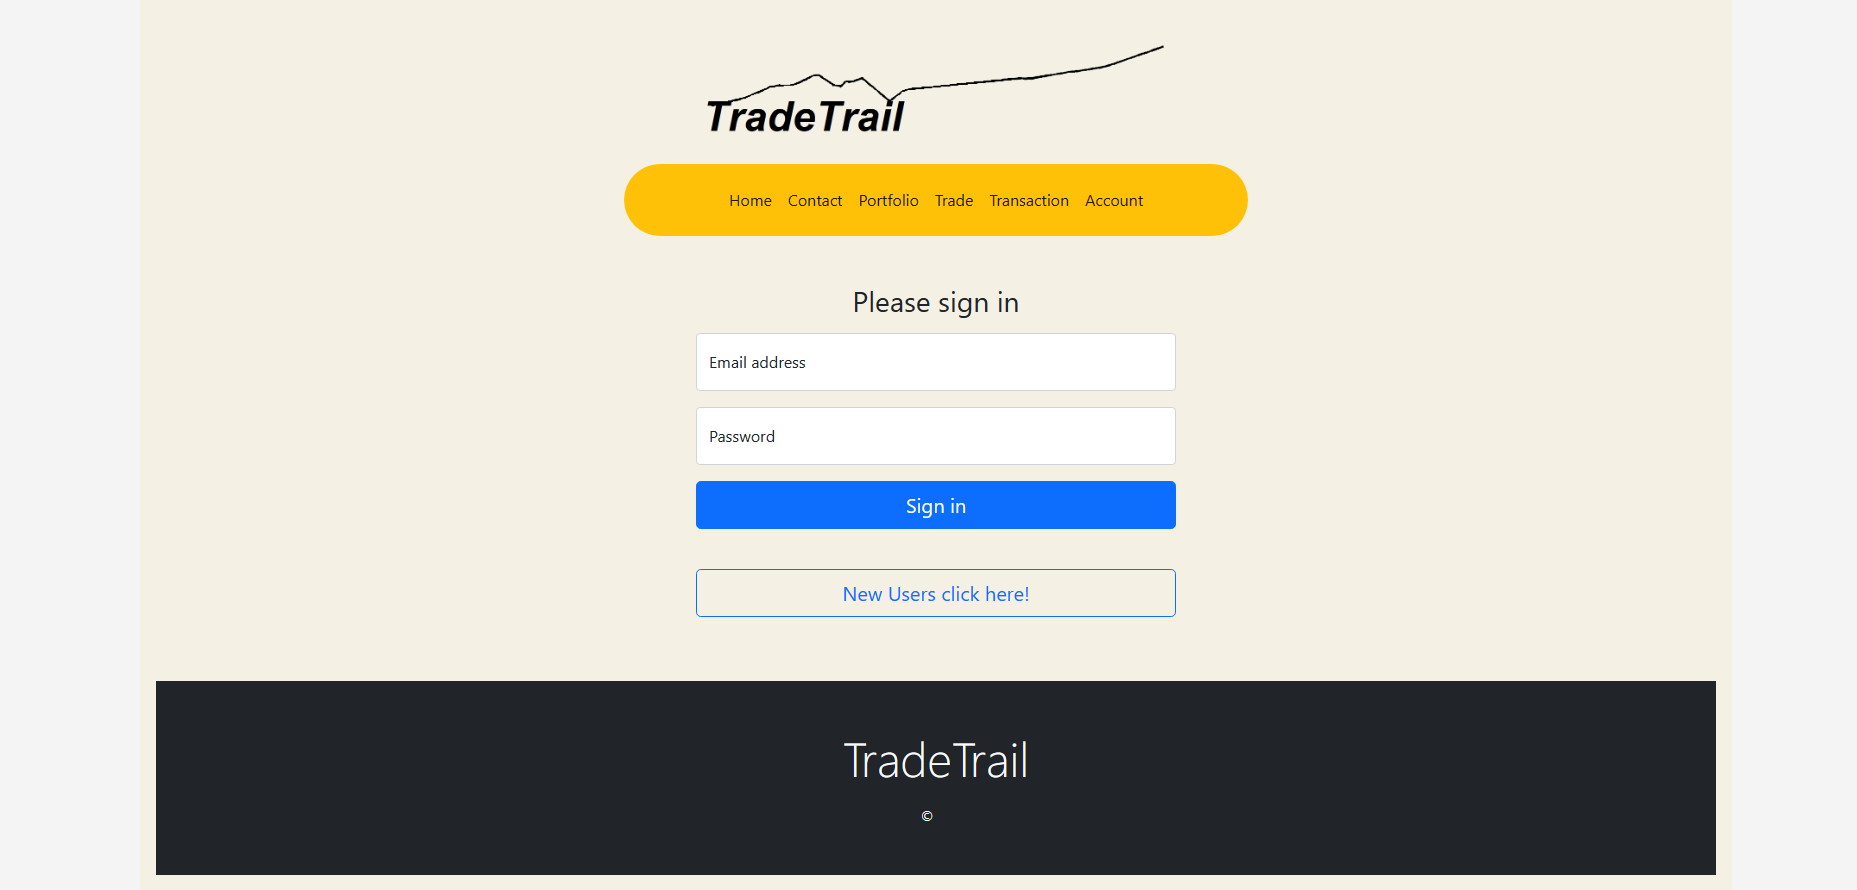 TradeTrail
Home Contact Portfolio Trade Transaction Account
Please sign in
Email address
Password
Sign in
New Users click here!
TradeTrail
©